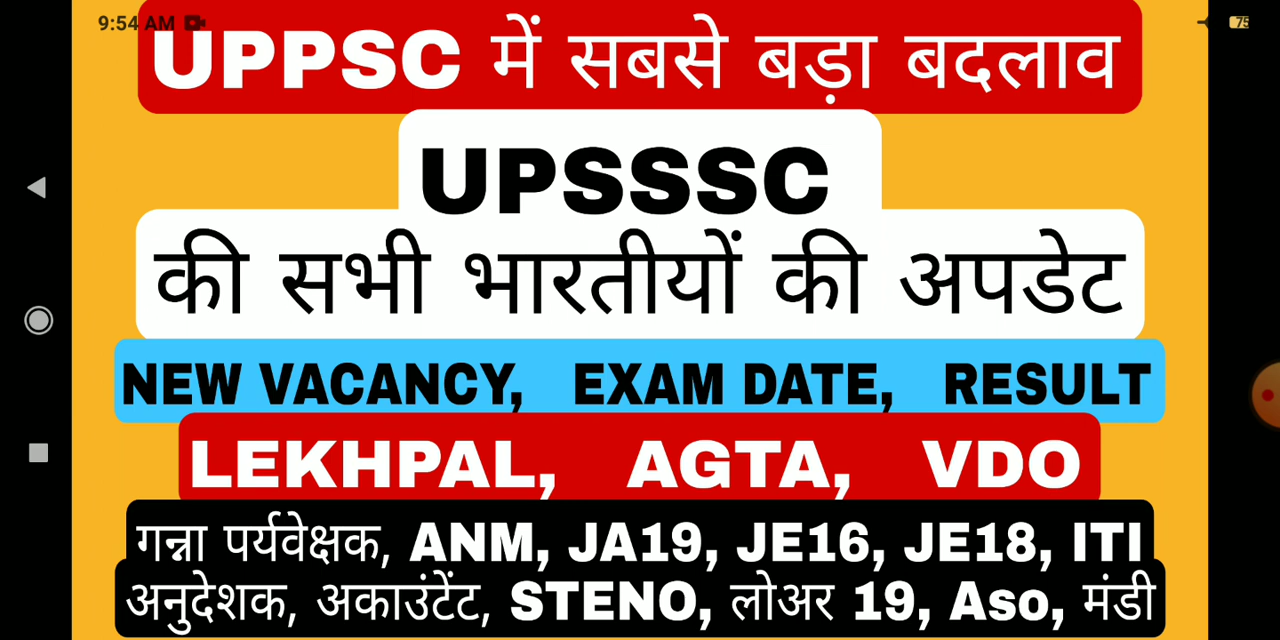 9:54 AM
75
UPPSC में सबसे बड़ा बदलाव
UPSSSC
की सभी भारतीयों की अपडेट
NEW VACANCY, EXAM DATE, RESULT
LEKHPAL, AGTA, VDO
गन्ना पर्यवेक्षक, ANM, JA19, JE16, JE18, ITI
अनुदेशक, अकाउंटेंट, STENO, लोअर 19, Aso, मंडी